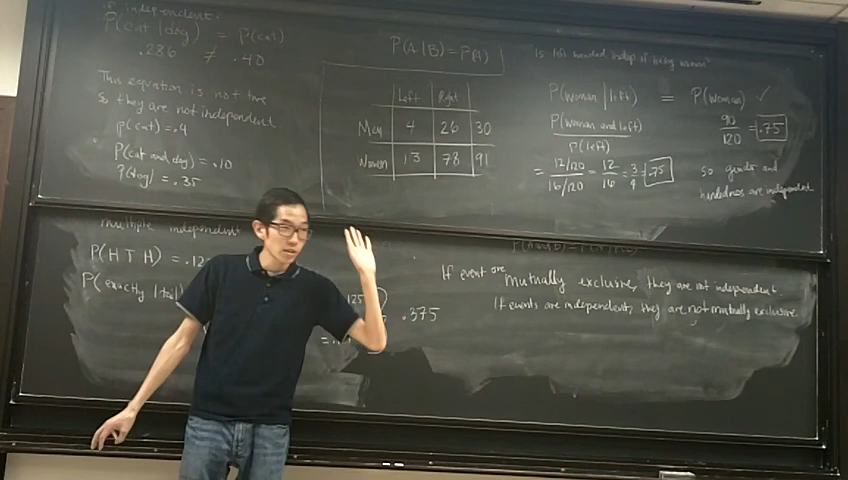 if independent.
P(cat | dog) = P(cat)
.286 ≠ .40
This equation is not true
so they are not independent
P(cat) = .4
P(cat and dog) = .10
P(dog) = .35
P(A|B) = P(A)
Left Right
Men 4 26 30
Women 13 78 91
Is left handed indep of being woman?
P(woman | left) = P(woman) ✓
P(woman and left)
P(left)
90/120 = .75
= 12/120 / 16/120 = 12/16 = 3/4 = .75
so gender and
handedness are independent
multiple independent
P(H T H) = .12
P(exactly 1 tail)
125
.375
If event are mutually exclusive, they are not independent.
If events are independent, they are not mutually exclusive.